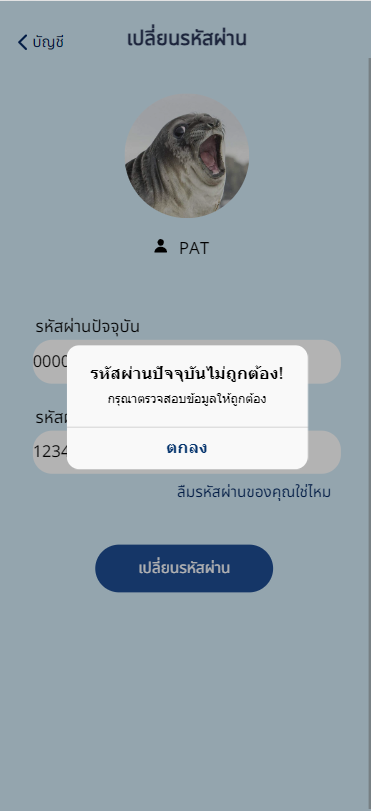 บัญชี
เปลี่ยนรหัสผ่าน
PAT
รหัสผ่านปัจจุบัน
0000
รหัสผ่านปัจจุบันไม่ถูกต้อง!
กรุณาตรวจสอบข้อมูลให้ถูกต้อง
1234
ตกลง
ลืมรหัสผ่านของคุณใช่ไหม
เปลี่ยนรหัสผ่าน